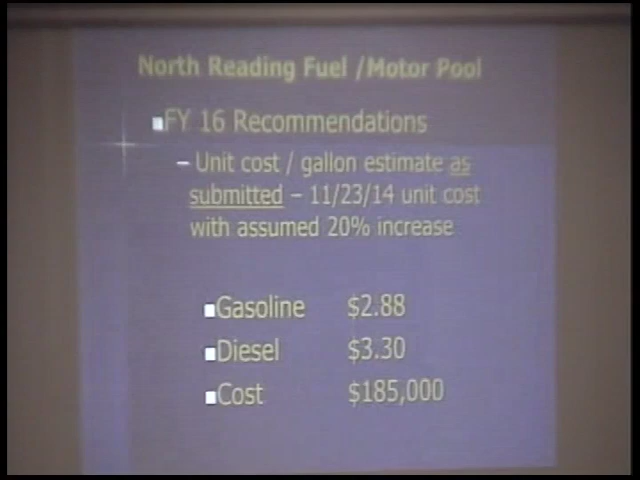 North Reading Fuel /Motor Pool
FY 16 Recommendations
– Unit cost / gallon estimate as
submitted – 11/23/14 unit cost
with assumed 20% increase
Gasoline $2.88
Diesel $3.30
Cost $185,000